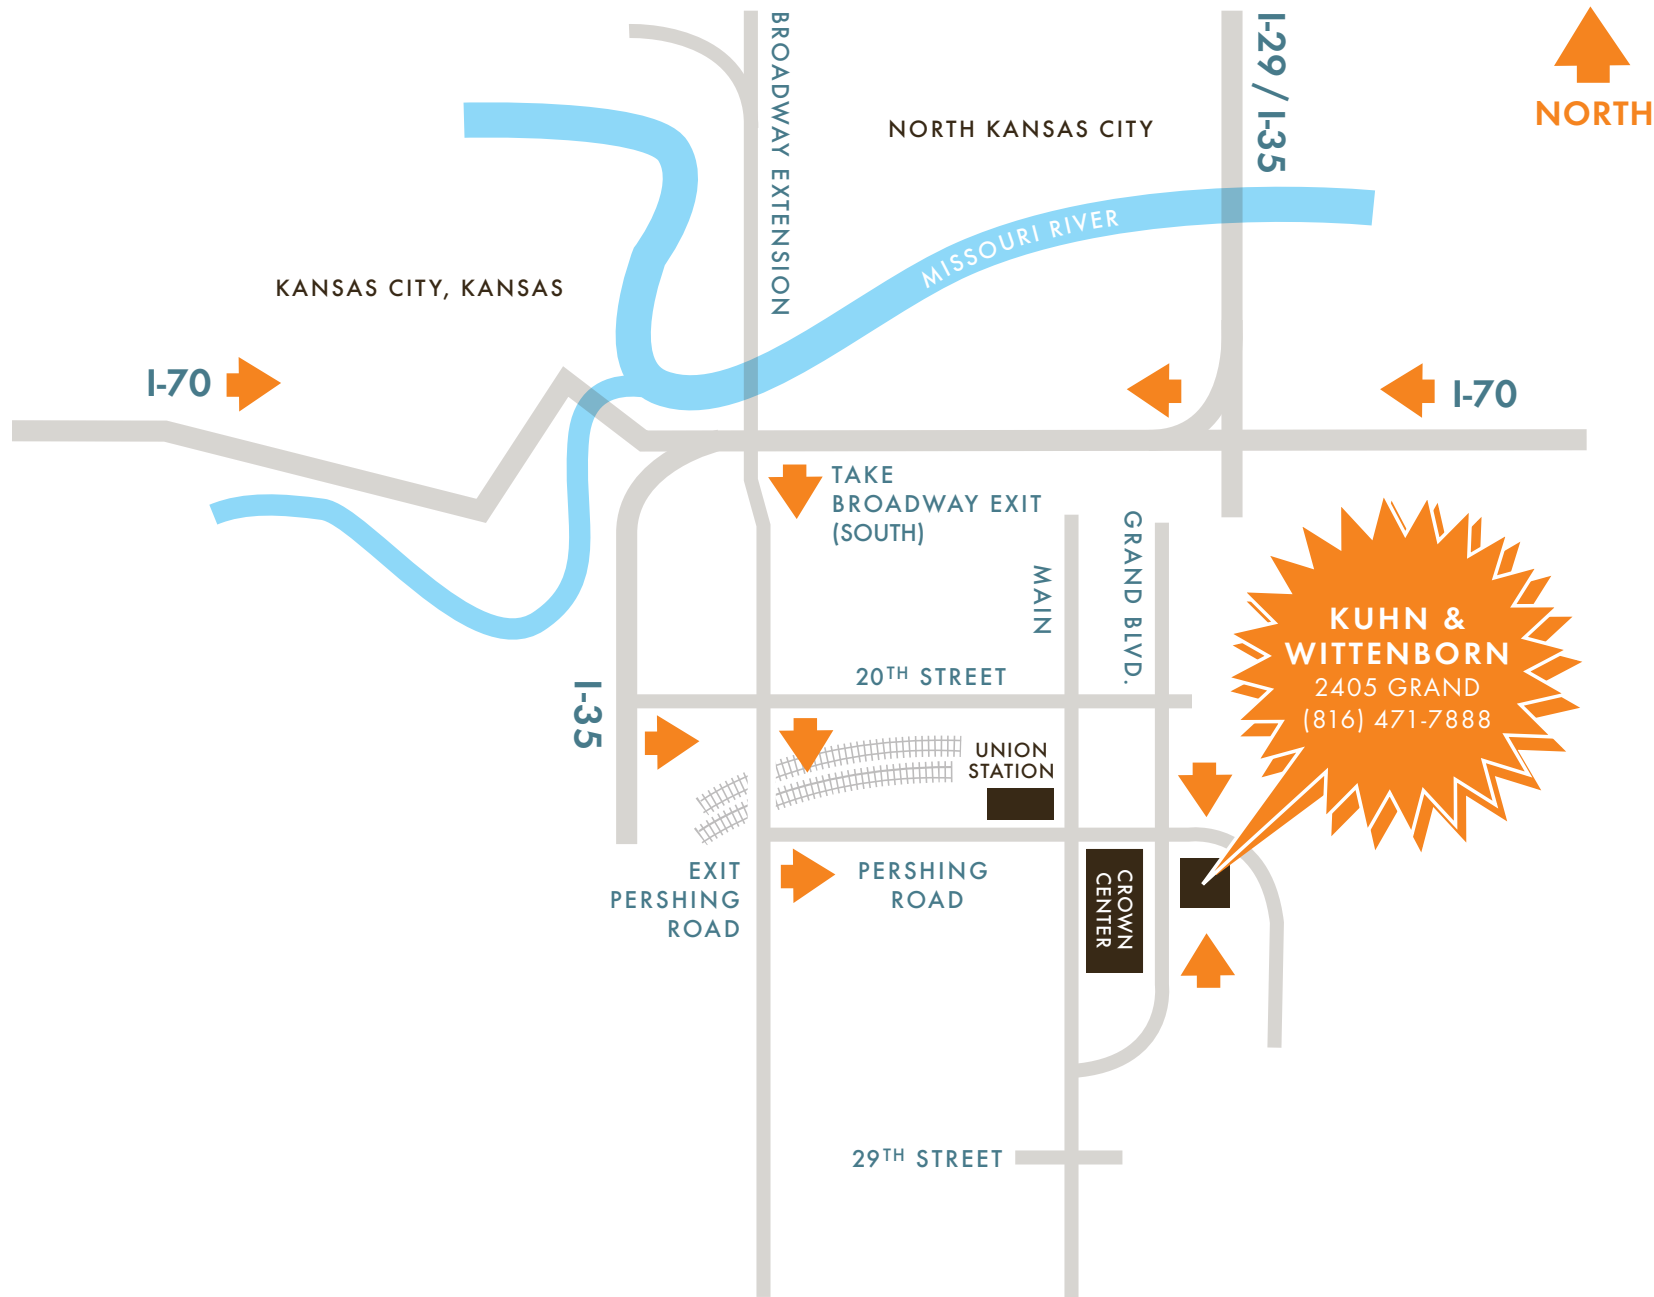 BROADWAY EXTENSION
I-29 / I-35
NORTH
NORTH KANSAS CITY
MISSOURI RIVER
KANSAS CITY, KANSAS
I-70
I-70
TAKE
BROADWAY EXIT
(SOUTH)
MAIN
GRAND BLVD.
KUHN &
WITTENBORN
2405 GRAND
(816) 471-7888
20TH STREET
I-35
UNION
STATION
EXIT
PERSHING
ROAD
PERSHING
ROAD
CROWN
CENTER
29TH STREET